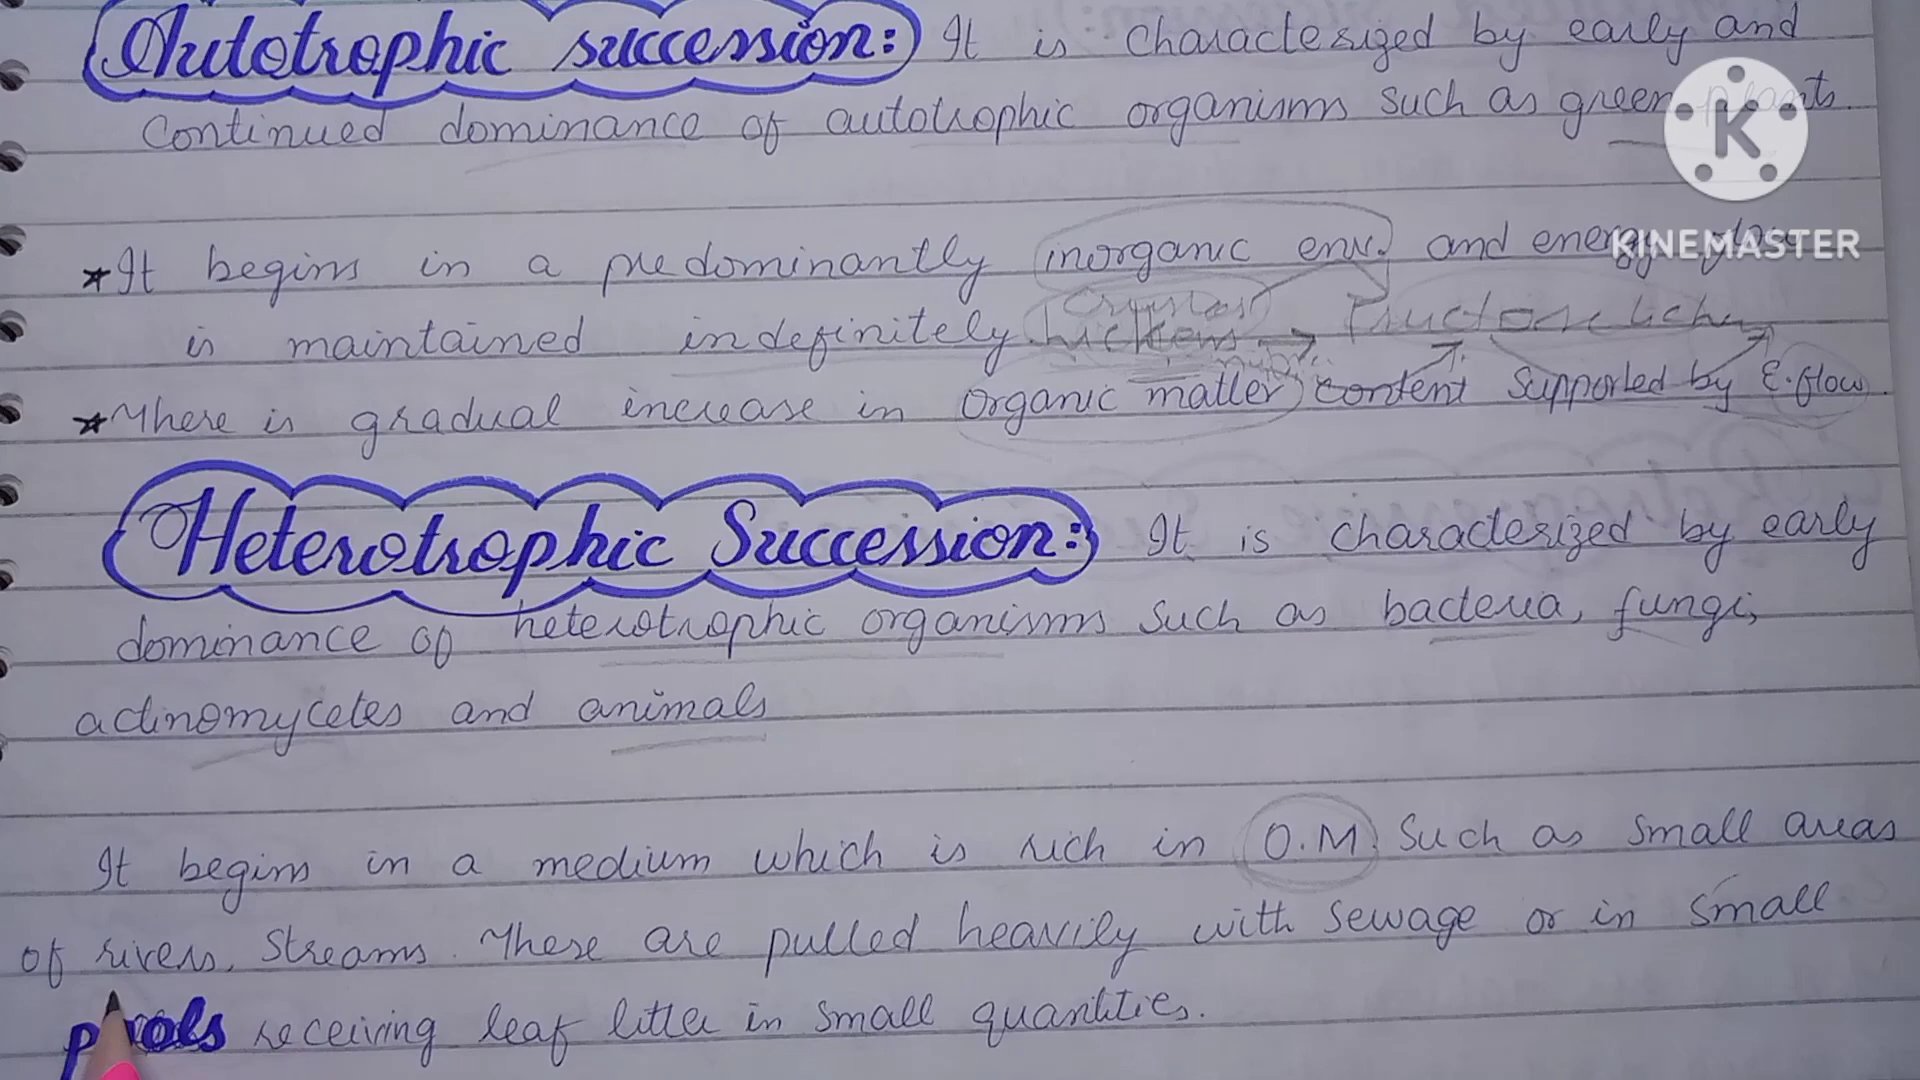 Autotrophic succession: It is characterized by early and
Continued dominance of autotrophic organisms such as green plants.
K
KINEMASTER
*It begins in a predominantly inorganic env. and energy flow
Crustose
is maintained indefinitely lichens → Fructose lichen
*There is gradual increase in organic matter content supported by E.flow
Heterotrophic Succession: It is characterized by early
dominance of heterotrophic organisms such as bacteria, fungi,
actinomycetes and animals
It begins in a medium which is rich in O.M. such as small areas
of rivers, streams. These are pulled heavily with sewage or in small
pools receiving leaf litter in small quantities.